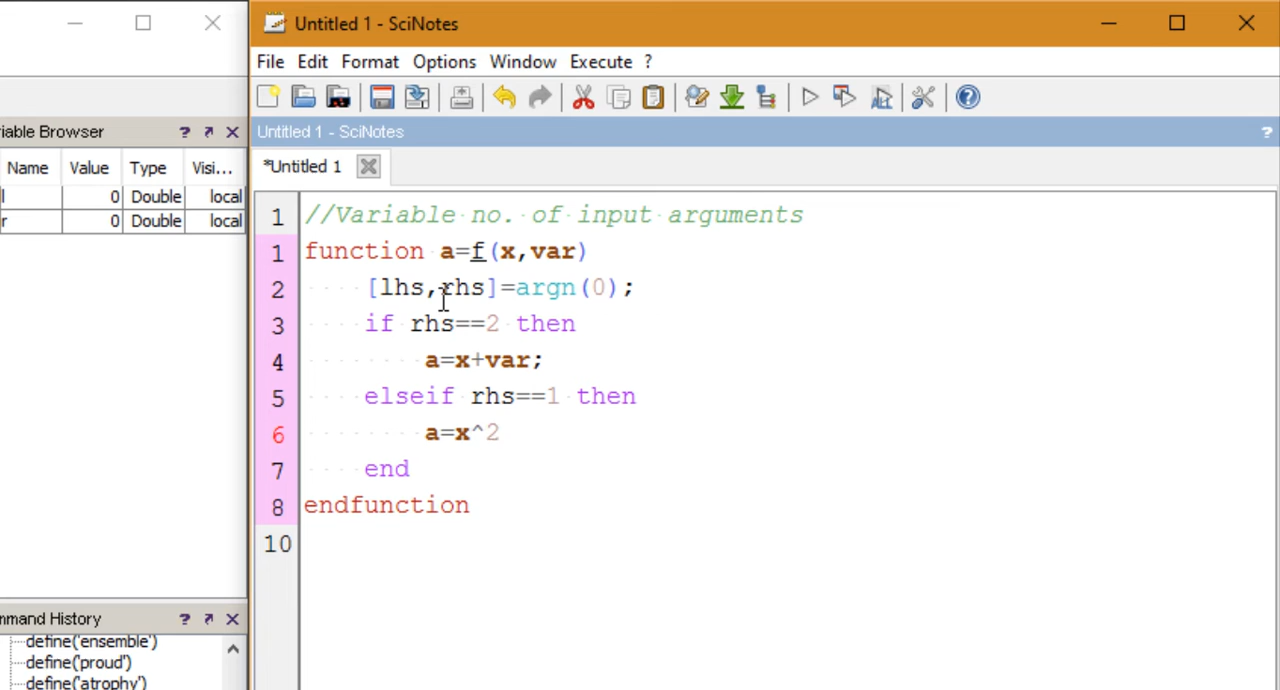 Untitled 1 - SciNotes
File Edit Format Options Window Execute ?
Variable Browser ? 
Untitled 1 - SciNotes ?
Name Value Type Visi...
*Untitled 1
l 0 Double local
r 0 Double local
1 //Variable no. of input arguments
1 function a=f(x,var)
2 [lhs,rhs]=argn(0);
3 if rhs==2 then
4 a=x+var;
5 elseif rhs==1 then
6 a=x^2
7 end
8 endfunction
10
mmand History ?
define('ensemble')
define('proud')
define('atrophy')